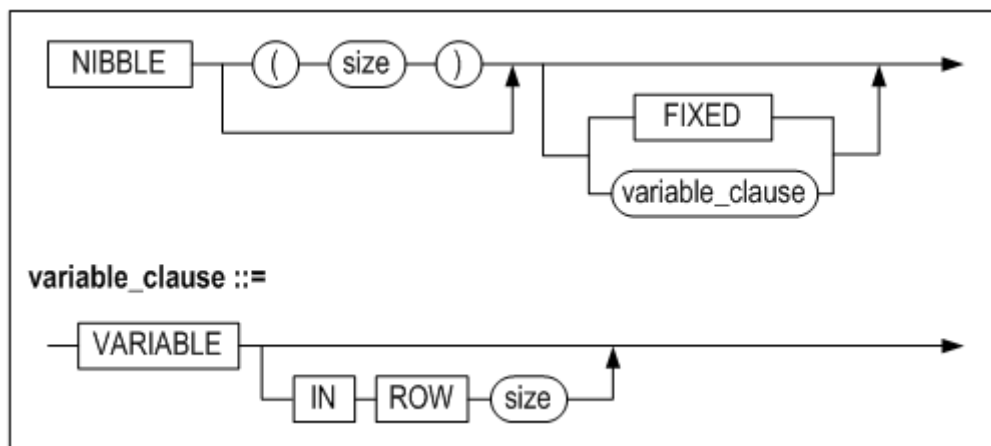 NIBBLE ( size )
FIXED
variable_clause
variable_clause ::=
VARIABLE
IN ROW size